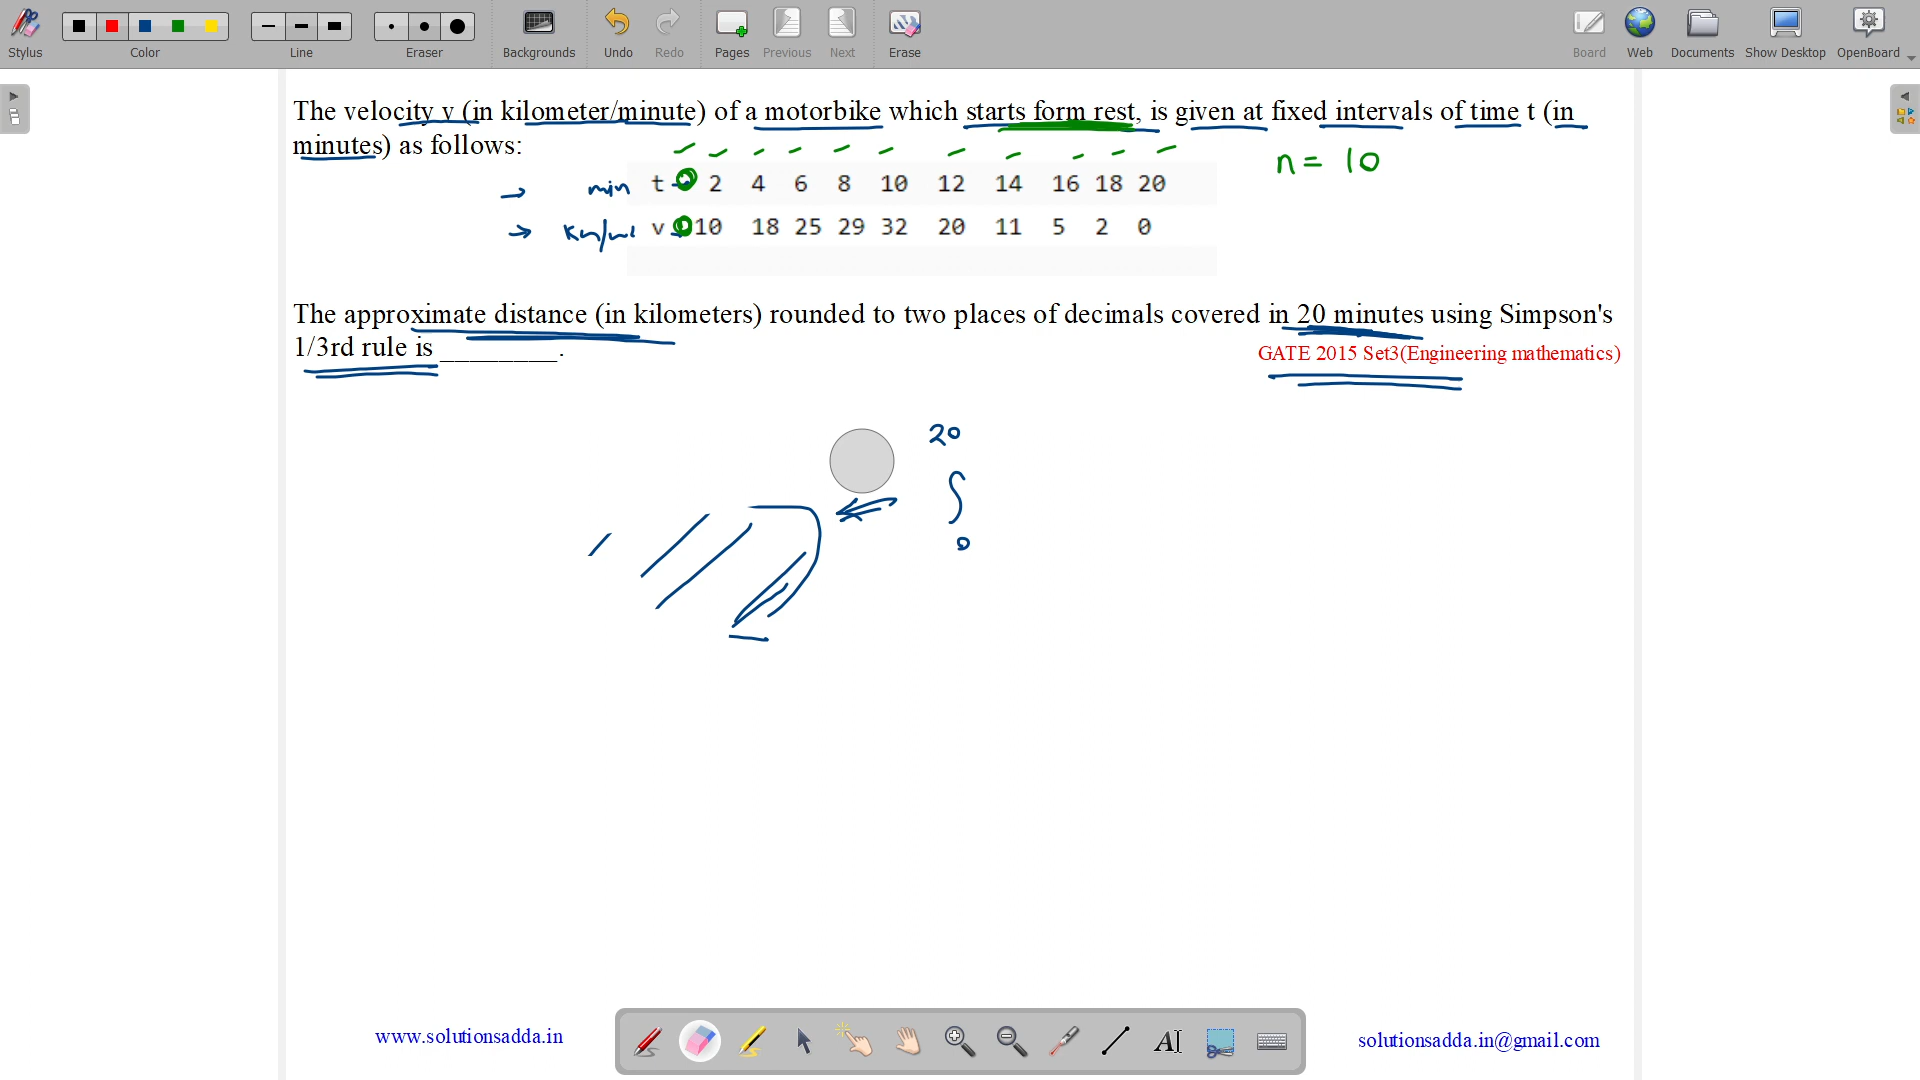 Stylus Color Line Eraser Backgrounds Undo Redo Pages Previous Next Erase Board Web Documents Show Desktop OpenBoard
The velocity v (in kilometer/minute) of a motorbike which starts form rest, is given at fixed intervals of time t (in
minutes) as follows:
n = 10
min t 0 2 4 6 8 10 12 14 16 18 20
v 0 10 18 25 29 32 20 11 5 2 0
The approximate distance (in kilometers) rounded to two places of decimals covered in 20 minutes using Simpson's
1/3rd rule is ________.
GATE 2015 Set3(Engineering mathematics)
20
∫
0
www.solutionsadda.in
solutionsadda.in@gmail.com